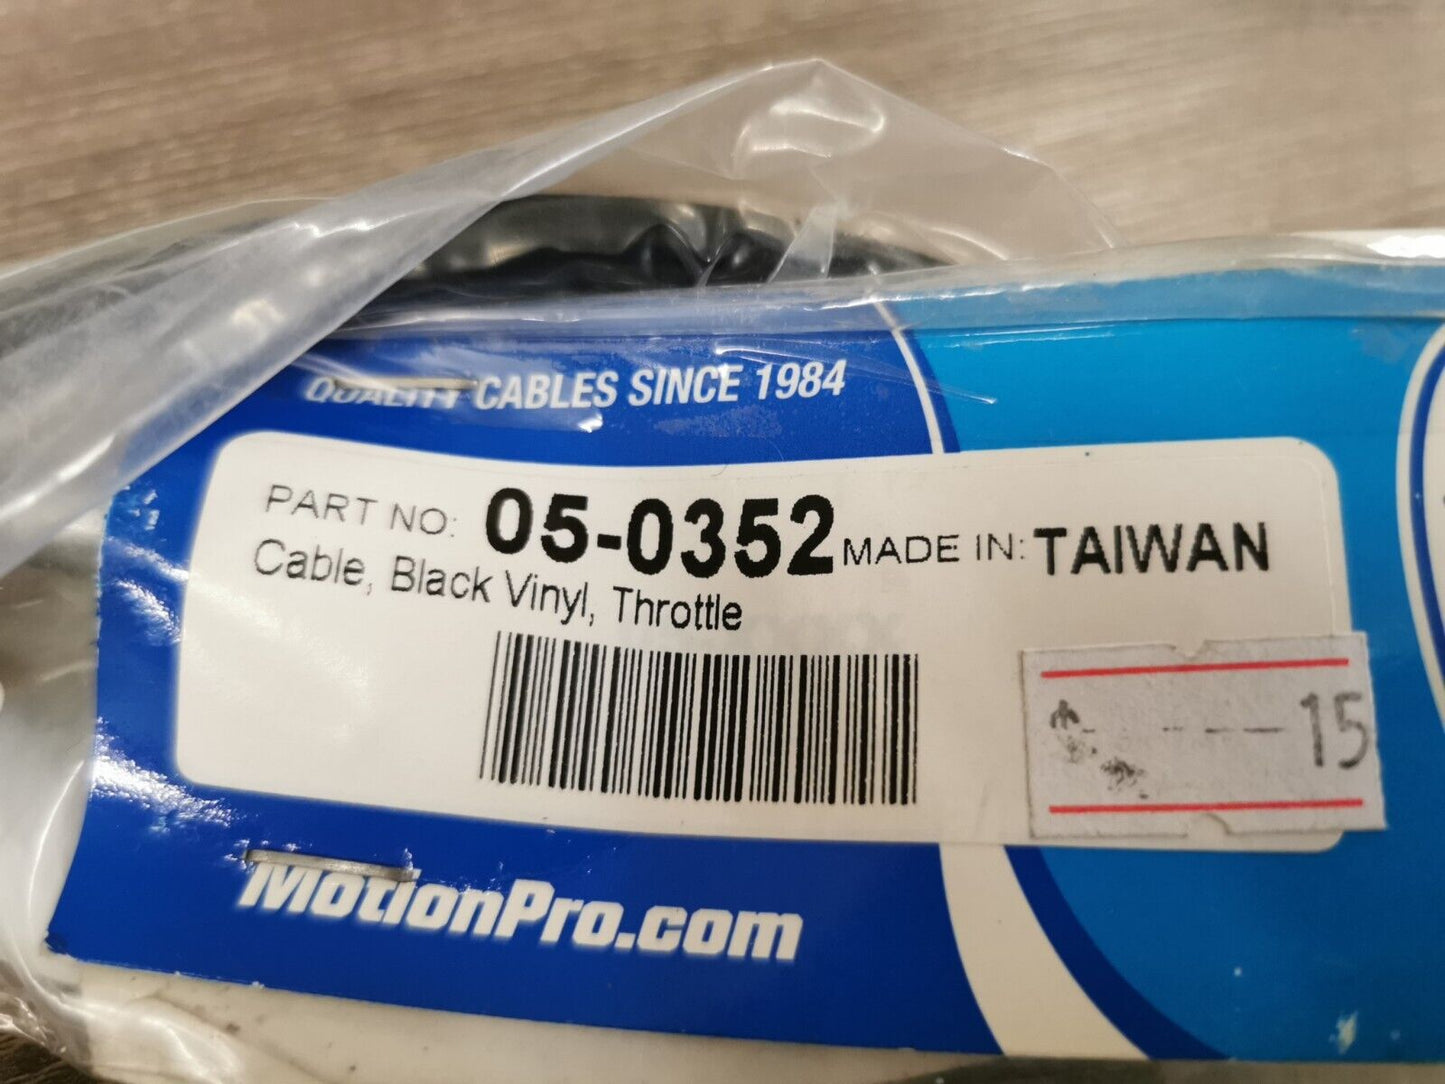 QUALITY CABLES SINCE 1984
PART NO: 05-0352 MADE IN: TAIWAN
Cable, Black Vinyl, Throttle
- - - - 15
MotionPro.com